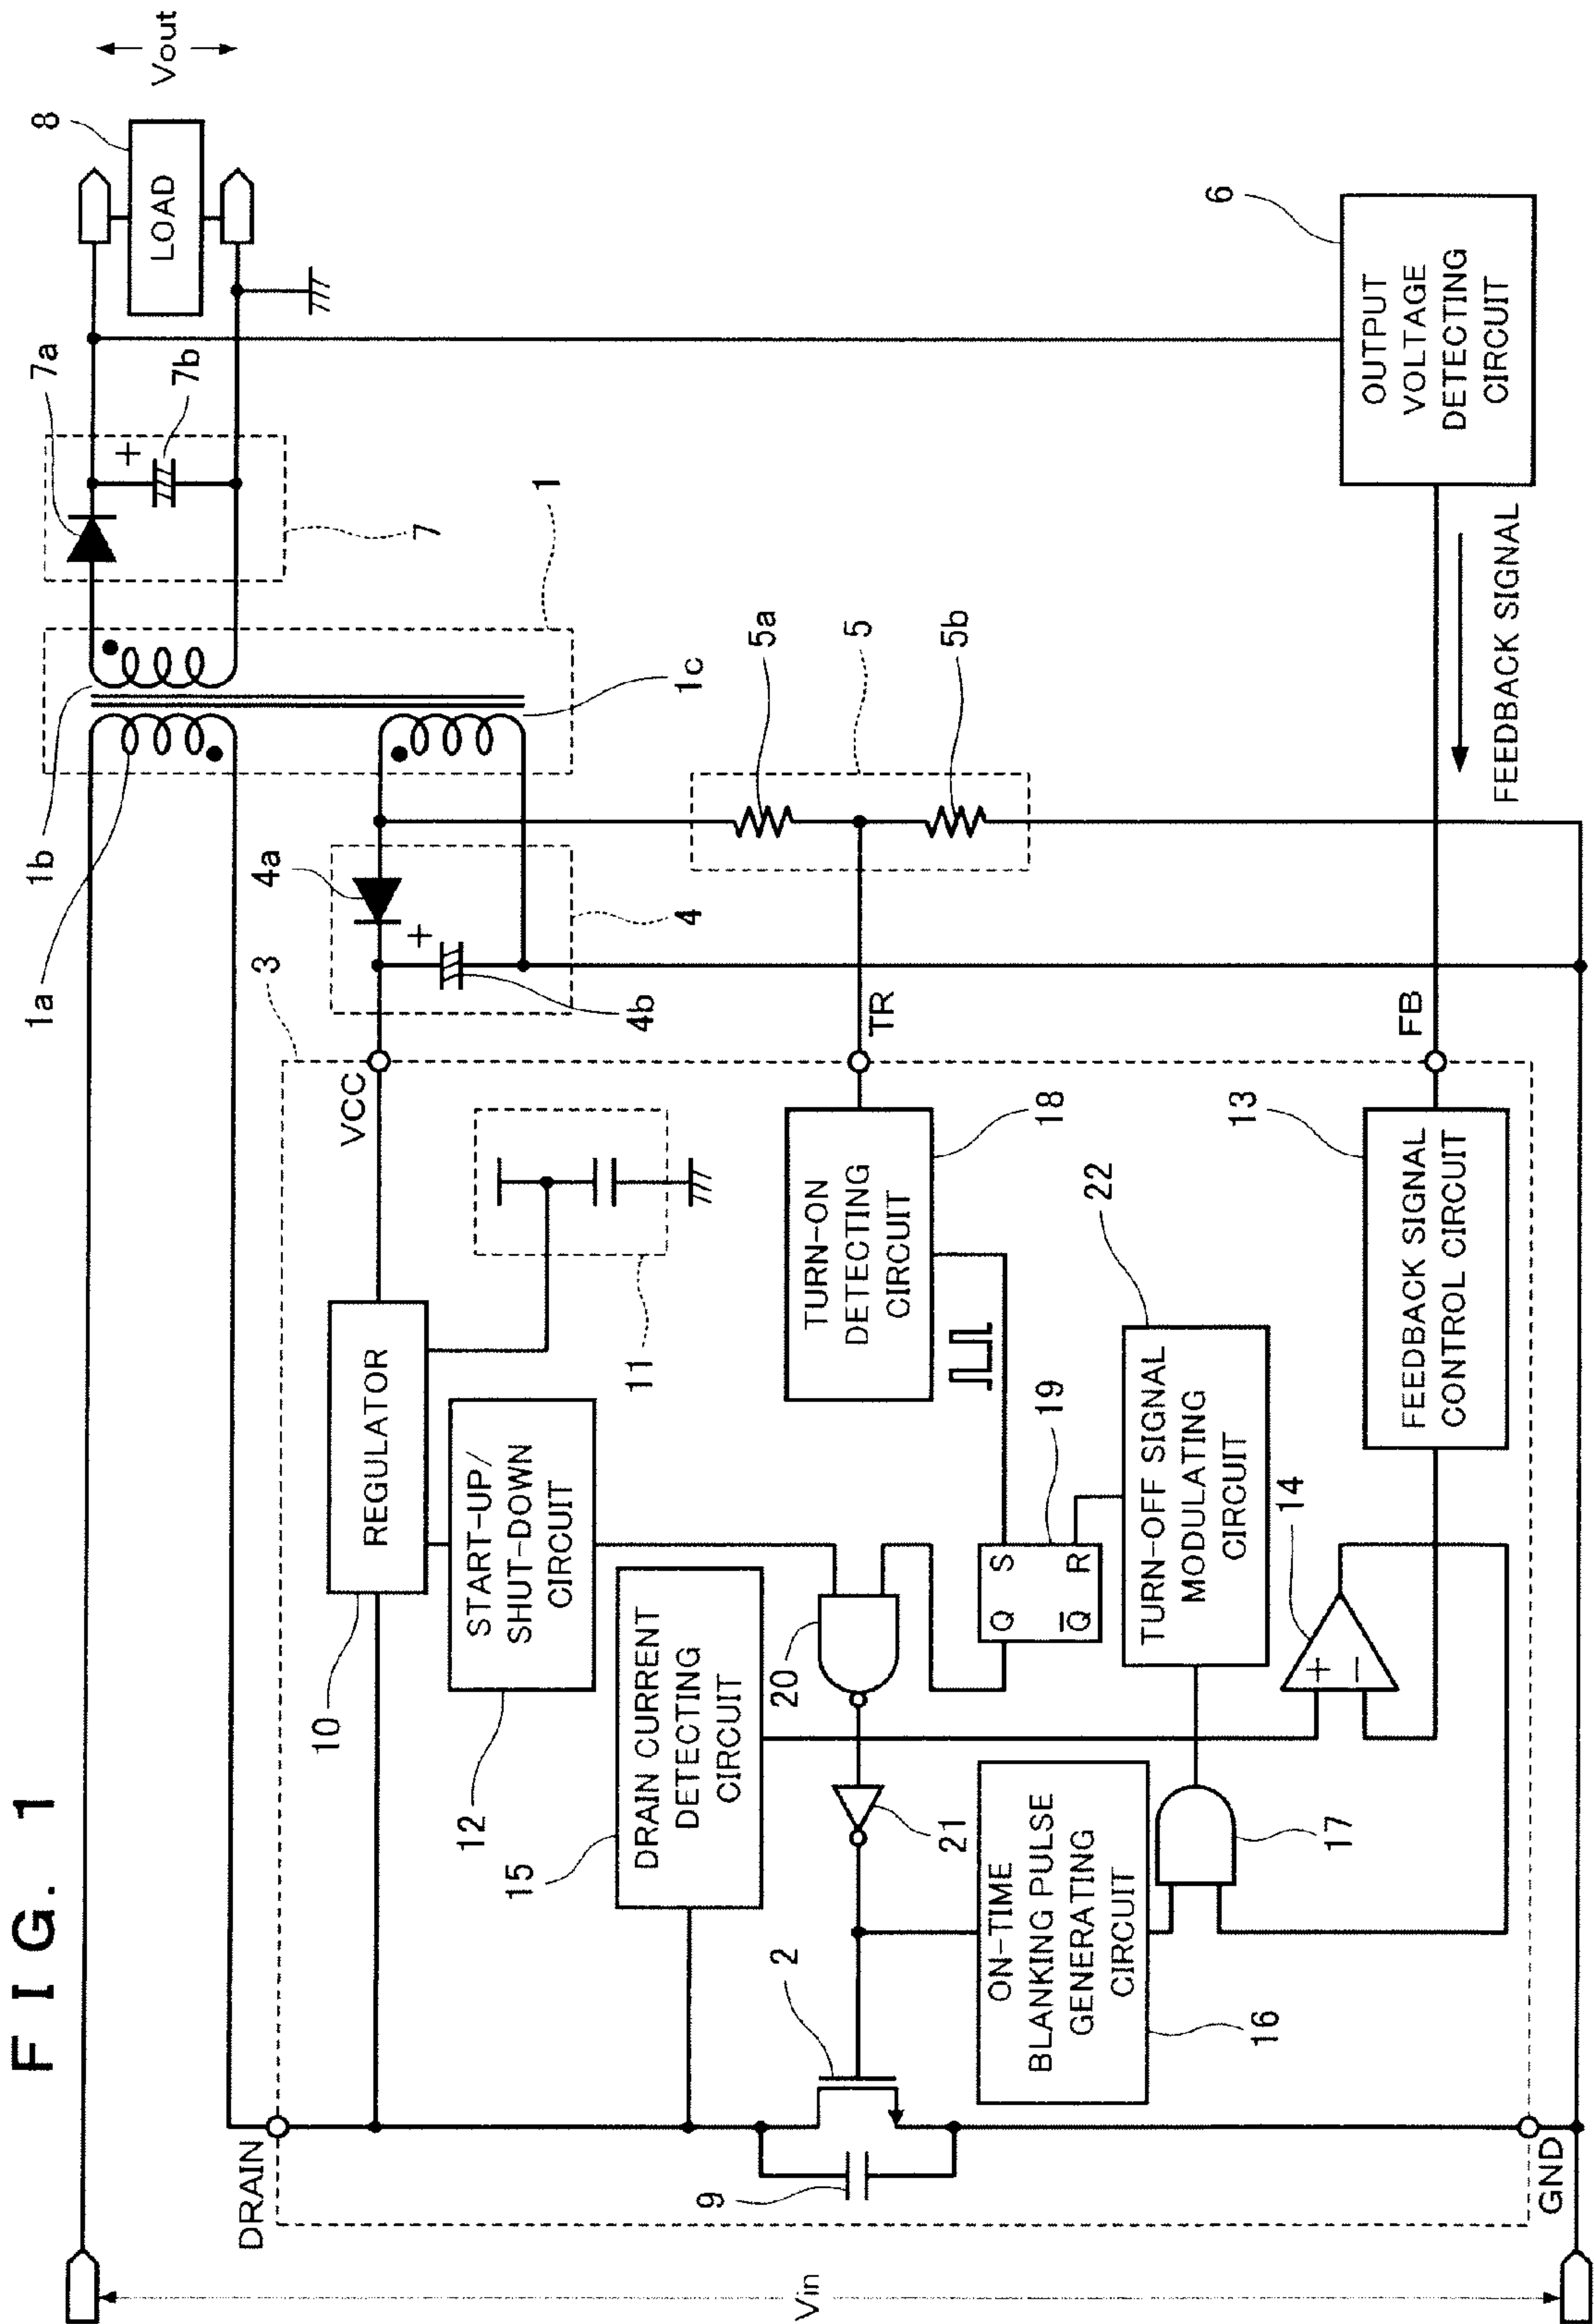 FIG. 1
Vin
DRAIN
GND
1a
1b
1
1c
7a
7b
7
8
LOAD
Vout
3
4a
4
4b
5a
5
5b
6
OUTPUT
VOLTAGE
DETECTING
CIRCUIT
FEEDBACK SIGNAL
VCC
TR
FB
10
REGULATOR
11
12
START-UP/
SHUT-DOWN
CIRCUIT
15
DRAIN CURRENT
DETECTING
CIRCUIT
18
TURN-ON
DETECTING
CIRCUIT
20
21
19
S
Q
R
Q̅
22
TURN-OFF SIGNAL
MODULATING
CIRCUIT
13
FEEDBACK SIGNAL
CONTROL CIRCUIT
14
+
−
2
9
16
ON-TIME
BLANKING PULSE
GENERATING
CIRCUIT
17
+
+